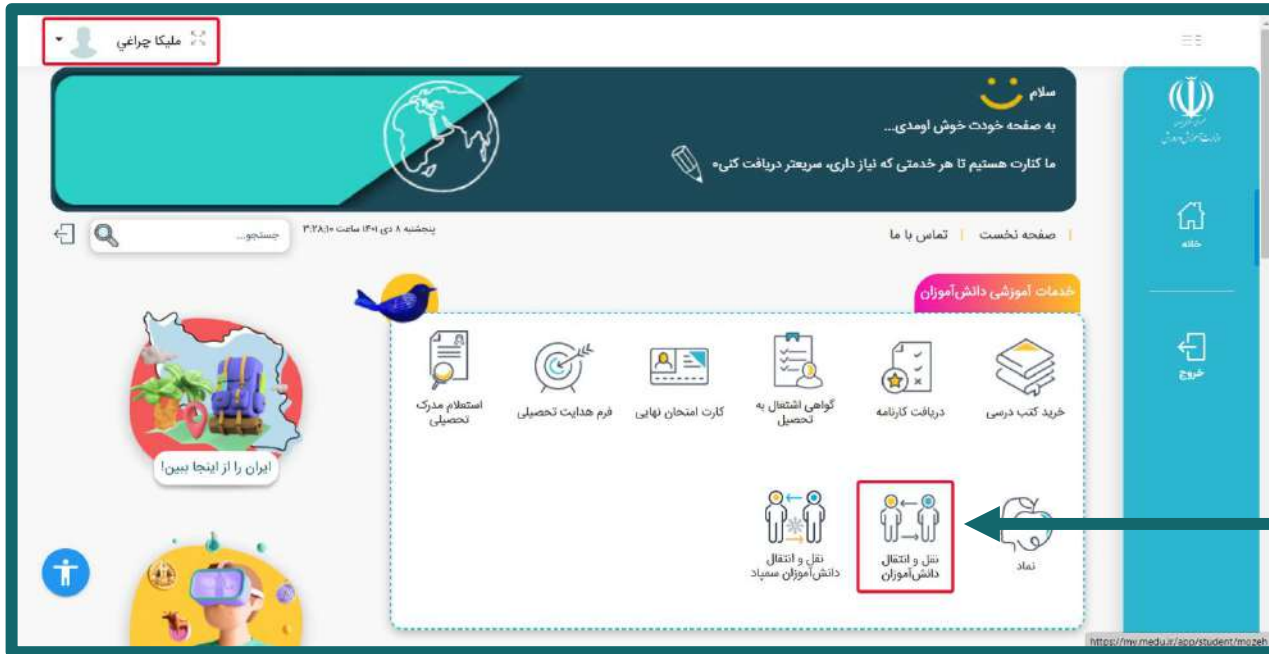 مليكا چراغي
سلام
به صفحه خودت خوش اومدی...
ما کنارت هستیم تا هر خدمتی که نیاز داری، سریعتر دریافت کنی
صفحه نخست | تماس با ما
پنجشنبه ۸ دی ۱۴۰۱ ساعت ۳:۲۸:۱۰
جستجو...
خانه
خروج
خدمات آموزشی دانش‌آموزان
خرید کتب درسی
دریافت کارنامه
گواهی اشتغال به
تحصیل
کارت امتحان نهایی
فرم هدایت تحصیلی
استعلام مدرک
تحصیلی
نماد
نقل و انتقال
دانش‌آموزان
نقل و انتقال
دانش‌آموزان سمپاد
ایران را از اینجا ببین!
https://my.medu.ir/app/student/mozeh